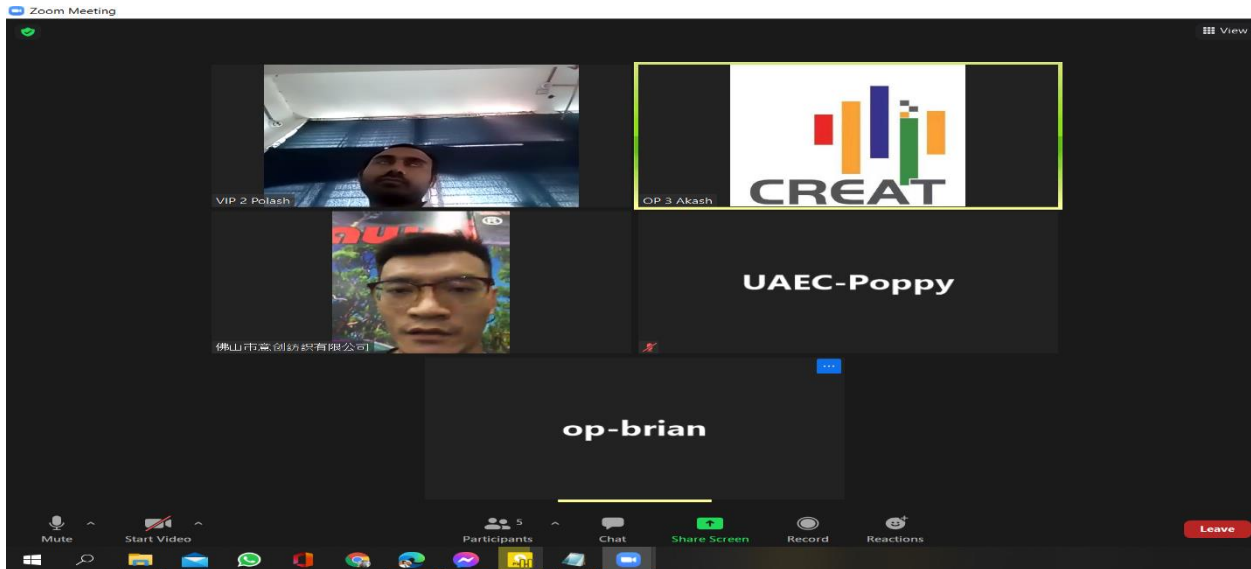 Zoom Meeting
View
VIP 2 Polash
CREAT
OP 3 Akash
佛山市意创纺织有限公司
UAEC-Poppy
op-brian
Mute
Start Video
5
Participants
Chat
Share Screen
Record
Reactions
Leave